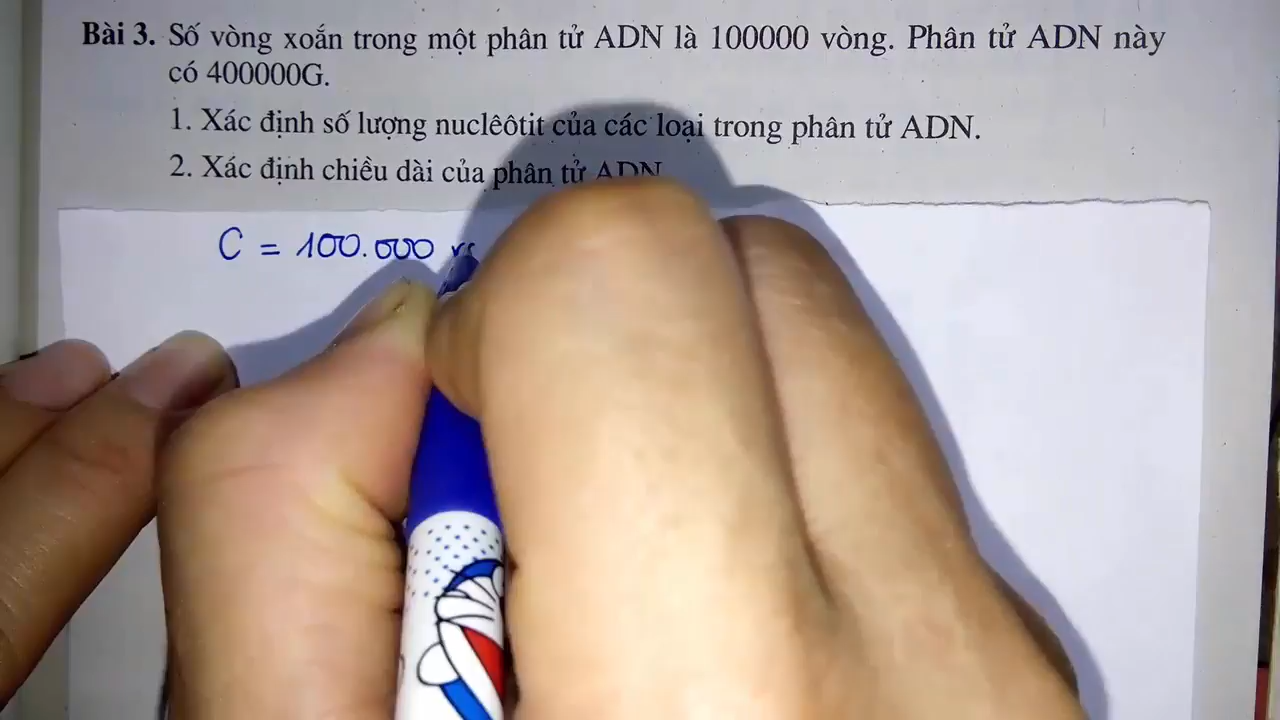 Bài 3. Số vòng xoắn trong một phân tử ADN là 100000 vòng. Phân tử ADN này
có 400000G.
1. Xác định số lượng nuclêôtit của các loại trong phân tử ADN.
2. Xác định chiều dài của phân tử ADN
C = 100.000